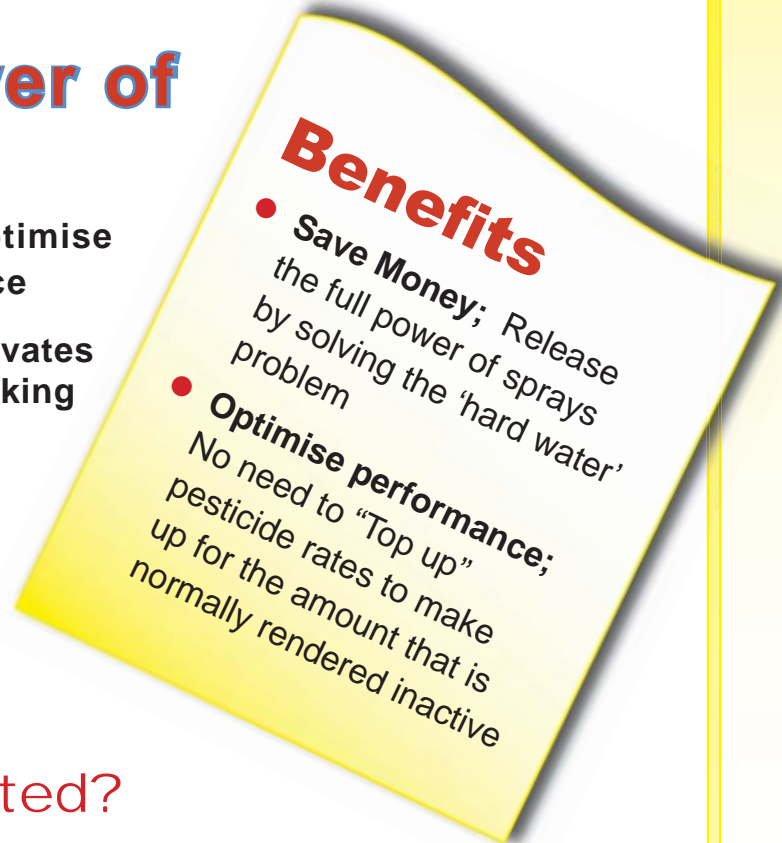 er of
timise
ce
vates
king
Benefits
• Save Money; Release
the full power of sprays
by solving the ‘hard water’
problem
• Optimise performance;
No need to “Top up”
pesticide rates to make
up for the amount that is
normally rendered inactive
ted?